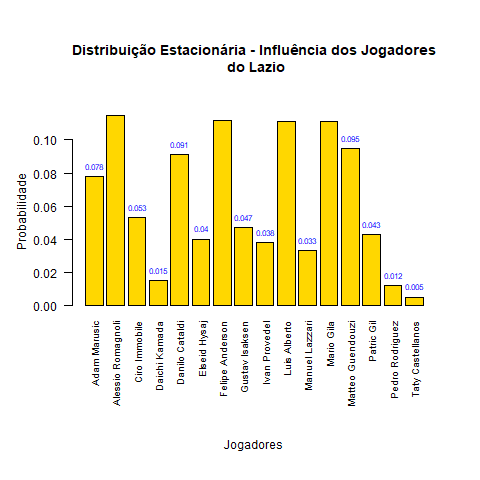 Distribuição Estacionária - Influência dos Jogadores
do Lazio
Probabilidade
0.10
0.08
0.06
0.04
0.02
0.00
0.078
0.053
0.015
0.091
0.04
0.047
0.038
0.033
0.095
0.043
0.012
0.005
Adam Marusic
Alessio Romagnoli
Ciro Immobile
Daichi Kamada
Danilo Cataldi
Elseid Hysaj
Felipe Anderson
Gustav Isaksen
Ivan Provedel
Luis Alberto
Manuel Lazzari
Mario Gila
Matteo Guendouzi
Patric Gil
Pedro Rodriguez
Taty Castellanos
Jogadores